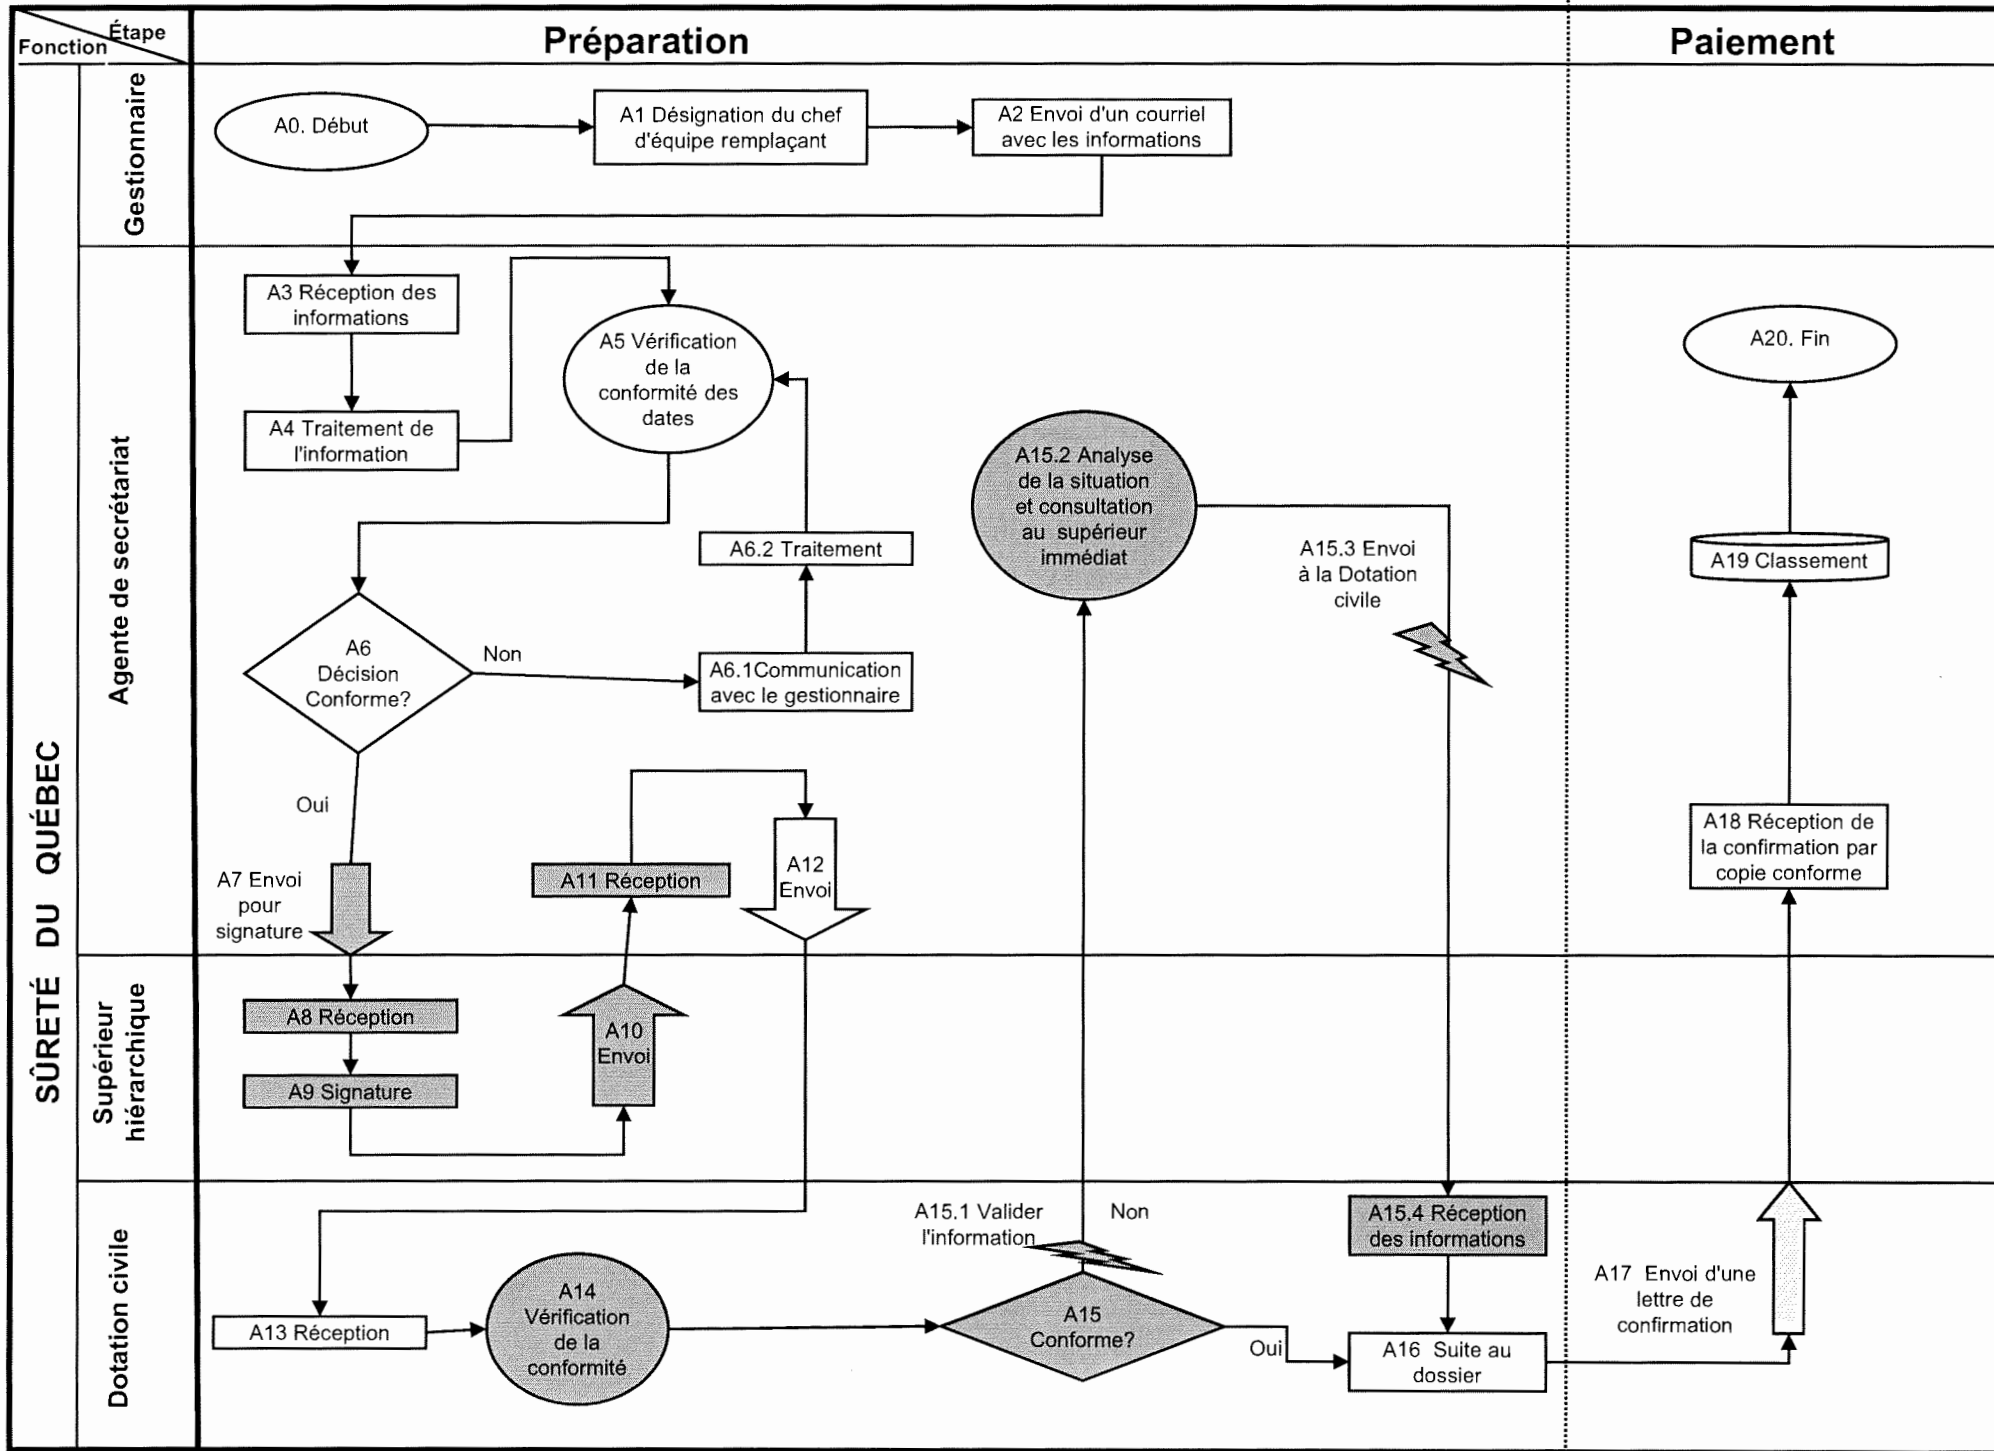 Étape
Fonction
Préparation
Paiement
SÛRETÉ DU QUÉBEC
Gestionnaire
A0. Début
A1 Désignation du chef
d'équipe remplaçant
A2 Envoi d'un courriel
avec les informations
Agente de secrétariat
A3 Réception des
informations
A4 Traitement de
l'information
A5 Vérification
de la
conformité des
dates
A6
Décision
Conforme?
Non
A6.1Communication
avec le gestionnaire
A6.2 Traitement
Oui
A7 Envoi
pour
signature
A11 Réception
A12
Envoi
A15.2 Analyse
de la situation
et consultation
au supérieur
immédiat
A15.3 Envoi
à la Dotation
civile
A20. Fin
A19 Classement
A18 Réception de
la confirmation par
copie conforme
Supérieur
hiérarchique
A8 Réception
A9 Signature
A10
Envoi
Dotation civile
A13 Réception
A14
Vérification
de la
conformité
A15.1 Valider
l'information
Non
A15
Conforme?
Oui
A15.4 Réception
des informations
A16 Suite au
dossier
A17 Envoi d'une
lettre de
confirmation